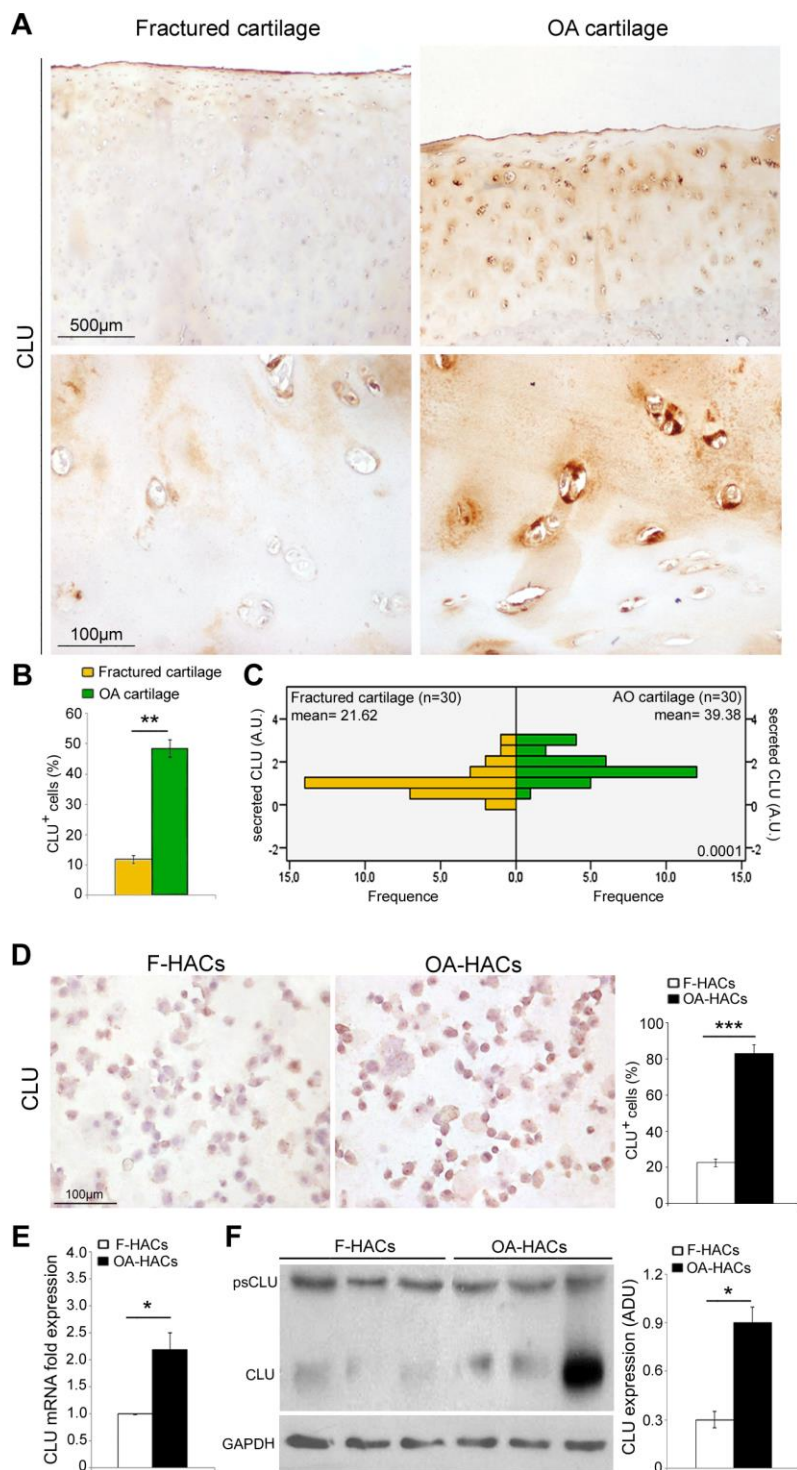 A
Fractured cartilage
OA cartilage
CLU
500µm
100µm
B
Fractured cartilage
OA cartilage
CLU+ cells (%)
60
50
40
30
20
10
0
**
C
Fractured cartilage (n=30)
mean= 21.62
AO cartilage (n=30)
mean= 39.38
secreted CLU (A.U.)
4
2
0
-2
4
2
0
-2
secreted CLU (A.U.)
0.0001
15,0 10.0 5.0 0,0 5.0 10.0 15,0
Frequence
Frequence
D
F-HACs
OA-HACs
CLU
100µm
F-HACs
OA-HACs
CLU+ cells (%)
100
80
60
40
20
0
***
E
F-HACs
OA-HACs
CLU mRNA fold expression
4.0
3.5
3.0
2.5
2.0
1.5
1.0
0.5
0.0
*
F
F-HACs
OA-HACs
psCLU
CLU
GAPDH
F-HACs
OA-HACs
CLU expression (ADU)
1.2
0.9
0.6
0.3
0
*